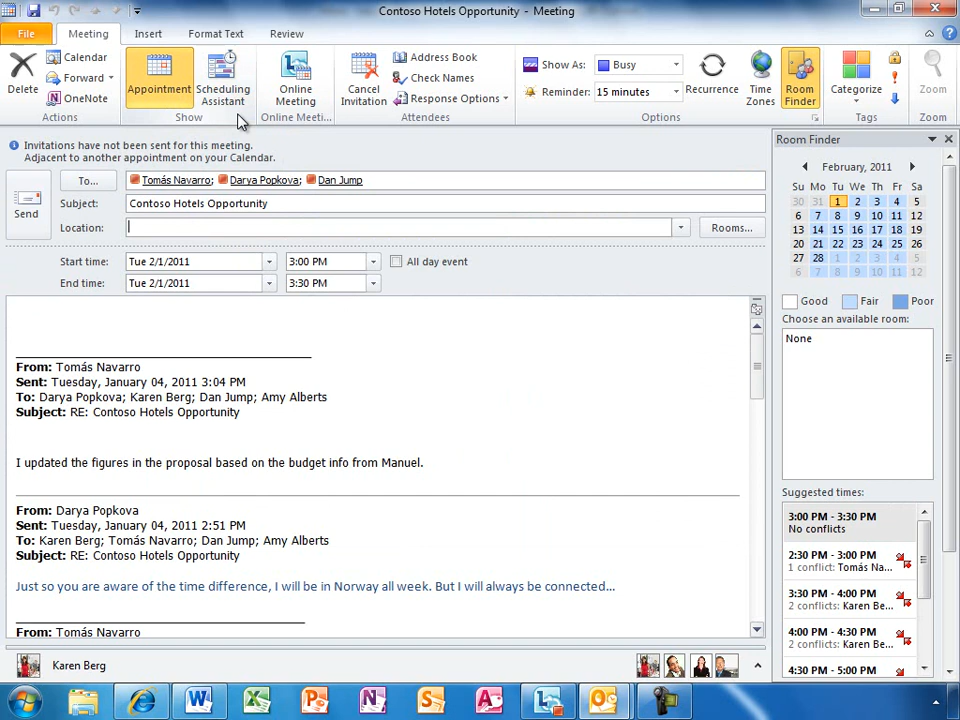 Contoso Hotels Opportunity - Meeting
File Meeting Insert Format Text Review
Delete
Calendar
Forward
OneNote
Appointment
Scheduling Assistant
Online Meeting
Cancel Invitation
Address Book
Check Names
Response Options
Show As: Busy
Reminder: 15 minutes
Recurrence
Time Zones
Room Finder
Categorize
Zoom
Actions Show Online Meeti... Attendees Options Tags Zoom
Invitations have not been sent for this meeting.
Adjacent to another appointment on your Calendar.
Send
To... Tomás Navarro; Darya Popkova; Dan Jump
Subject: Contoso Hotels Opportunity
Location: Rooms...
Start time: Tue 2/1/2011 3:00 PM All day event
End time: Tue 2/1/2011 3:30 PM
From: Tomás Navarro
Sent: Tuesday, January 04, 2011 3:04 PM
To: Darya Popkova; Karen Berg; Dan Jump; Amy Alberts
Subject: RE: Contoso Hotels Opportunity
I updated the figures in the proposal based on the budget info from Manuel.
From: Darya Popkova
Sent: Tuesday, January 04, 2011 2:51 PM
To: Karen Berg; Tomás Navarro; Dan Jump; Amy Alberts
Subject: RE: Contoso Hotels Opportunity
Just so you are aware of the time difference, I will be in Norway all week. But I will always be connected...
From: Tomás Navarro
Karen Berg
Room Finder
February, 2011
Su Mo Tu We Th Fr Sa
30 31 1 2 3 4 5
6 7 8 9 10 11 12
13 14 15 16 17 18 19
20 21 22 23 24 25 26
27 28 1 2 3 4 5
6 7 8 9 10 11 12
Good Fair Poor
Choose an available room:
None
Suggested times:
3:00 PM - 3:30 PM
No conflicts
2:30 PM - 3:00 PM
1 conflict: Tomás Na...
3:30 PM - 4:00 PM
2 conflicts: Karen Be...
4:00 PM - 4:30 PM
2 conflicts: Karen Be...
4:30 PM - 5:00 PM